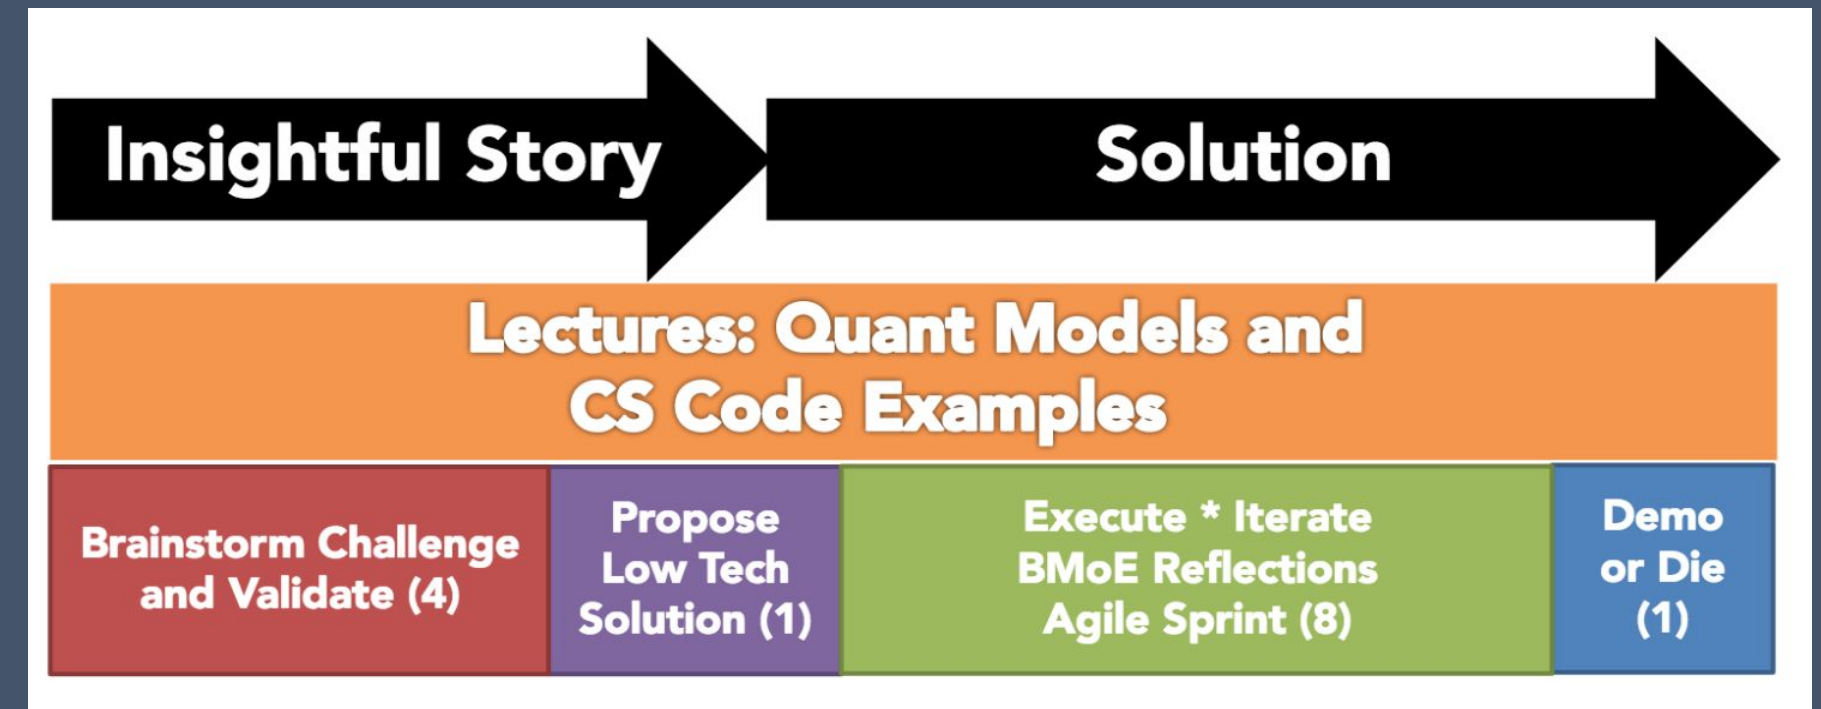 Insightful Story
Solution
Lectures: Quant Models and
CS Code Examples
Brainstorm Challenge
and Validate (4)
Propose
Low Tech
Solution (1)
Execute * Iterate
BMoE Reflections
Agile Sprint (8)
Demo
or Die
(1)